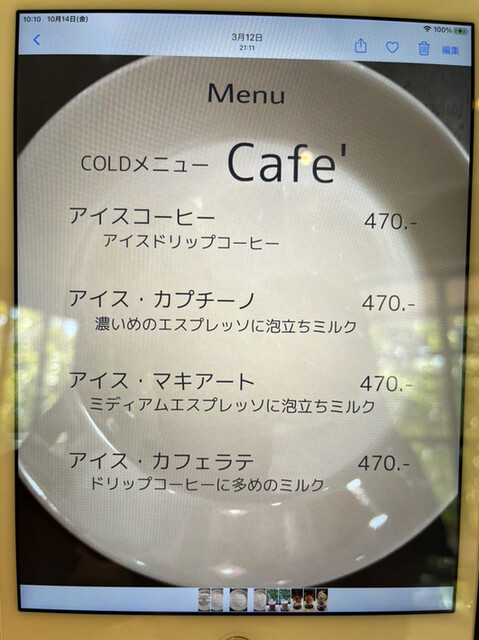 10:10 10月14日(金)
100%
3月12日
21:11
編集
Menu
COLDメニュー Cafe'
アイスコーヒー 470.-
アイスドリップコーヒー
アイス・カプチーノ 470.-
濃いめのエスプレッソに泡立ちミルク
アイス・マキアート 470.-
ミディアムエスプレッソに泡立ちミルク
アイス・カフェラテ 470.-
ドリップコーヒーに多めのミルク